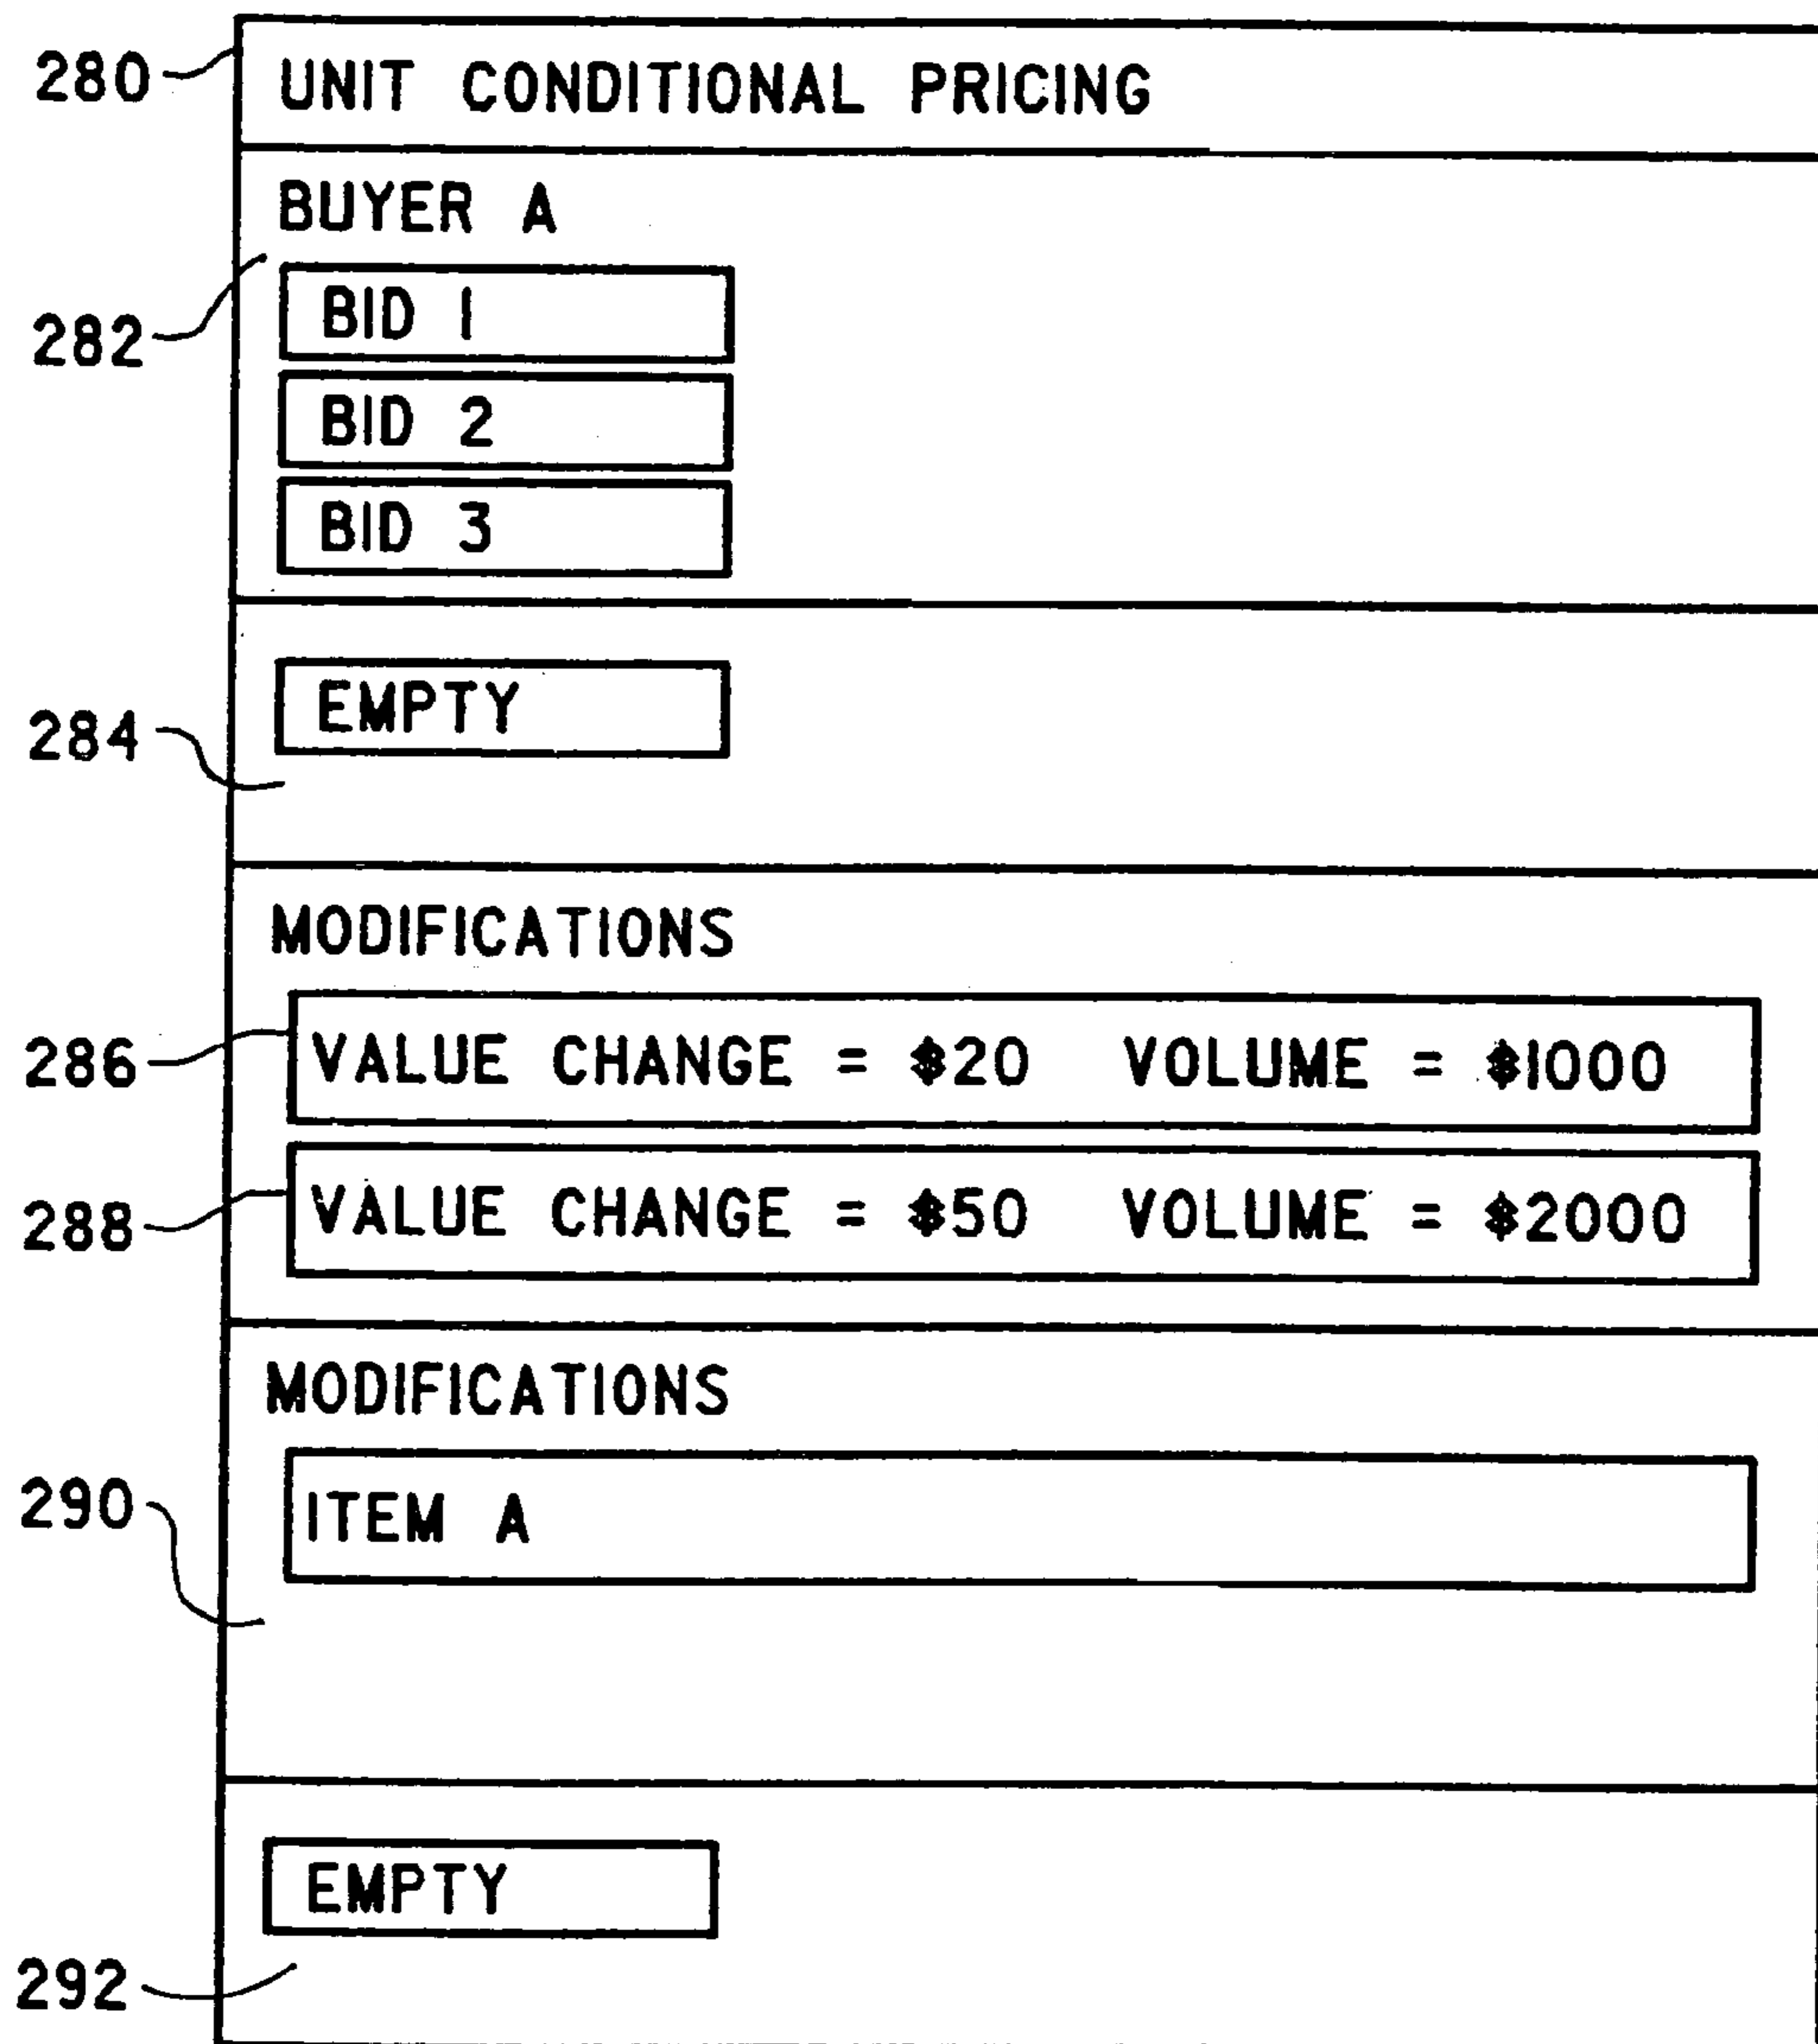 280 UNIT CONDITIONAL PRICING
BUYER A
282
BID 1
BID 2
BID 3
284
EMPTY
MODIFICATIONS
286 VALUE CHANGE = $20 VOLUME = $1000
288 VALUE CHANGE = $50 VOLUME = $2000
MODIFICATIONS
290
ITEM A
EMPTY
292